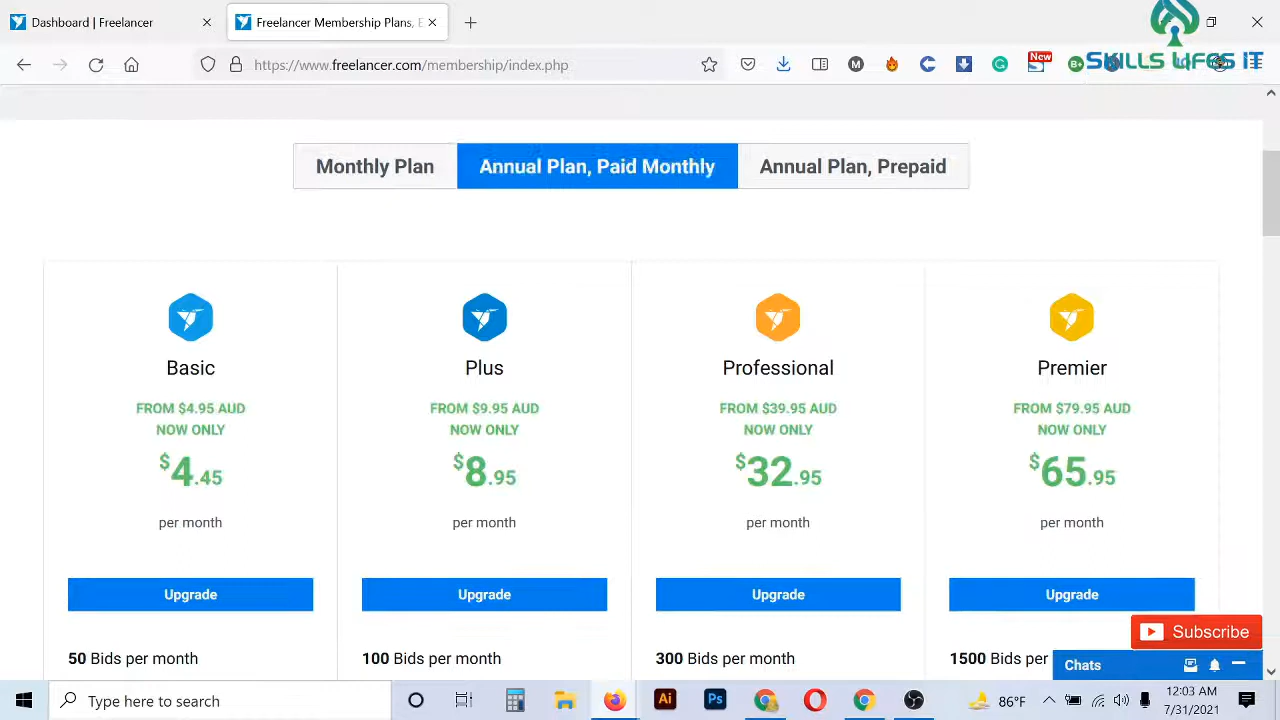 Dashboard | Freelancer
Freelancer Membership Plans, E
SKILLS LIFES IT
https://www.freelancer.com/membership/index.php
New
Monthly Plan
Annual Plan, Paid Monthly
Annual Plan, Prepaid
Basic
Plus
Professional
Premier
FROM $4.95 AUD
NOW ONLY
FROM $9.95 AUD
NOW ONLY
FROM $39.95 AUD
NOW ONLY
FROM $79.95 AUD
NOW ONLY
$4.45
$8.95
$32.95
$65.95
per month
per month
per month
per month
Upgrade
Upgrade
Upgrade
Upgrade
Subscribe
50 Bids per month
100 Bids per month
300 Bids per month
1500 Bids per
Chats
Type here to search
Ai
Ps
86°F
12:03 AM
7/31/2021